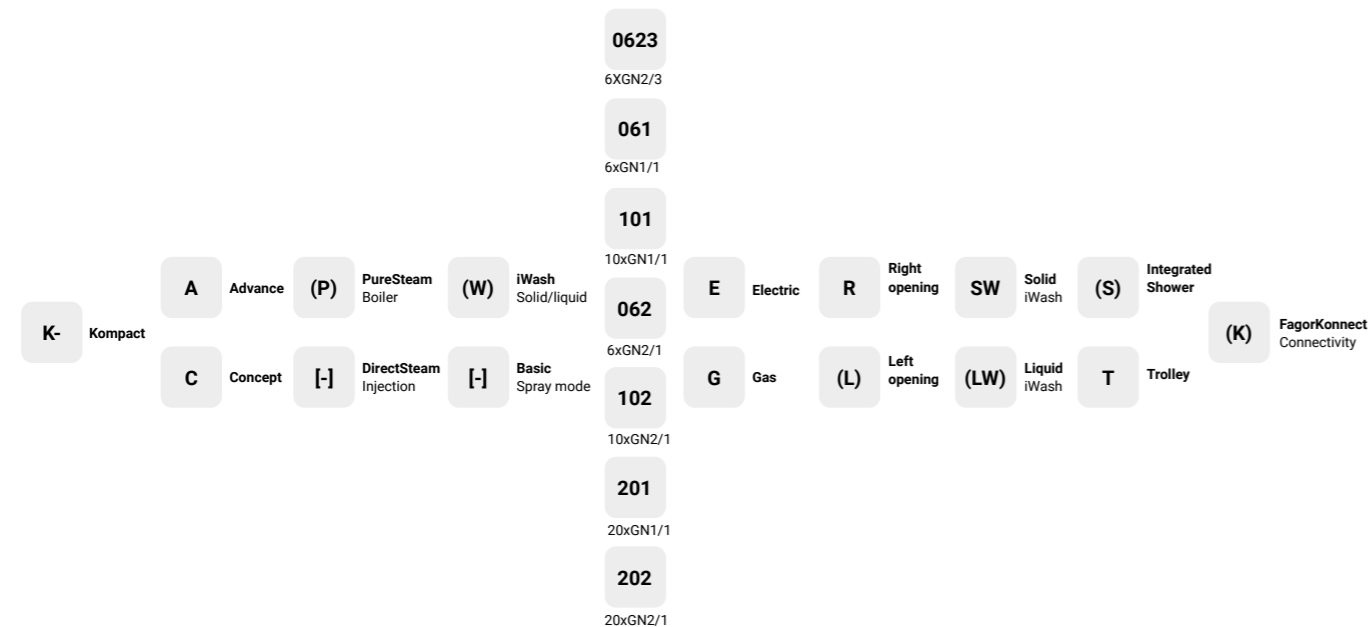 K-
Kompact
A
Advance
C
Concept
(P)
PureSteam
Boiler
[-]
DirectSteam
Injection
(W)
iWash
Solid/liquid
[-]
Basic
Spray mode
0623
6XGN2/3
061
6xGN1/1
101
10xGN1/1
062
6xGN2/1
102
10xGN2/1
201
20xGN1/1
202
20xGN2/1
E
Electric
G
Gas
R
Right
opening
(L)
Left
opening
SW
Solid
iWash
(LW)
Liquid
iWash
(S)
Integrated
Shower
T
Trolley
(K)
FagorKonnect
Connectivity